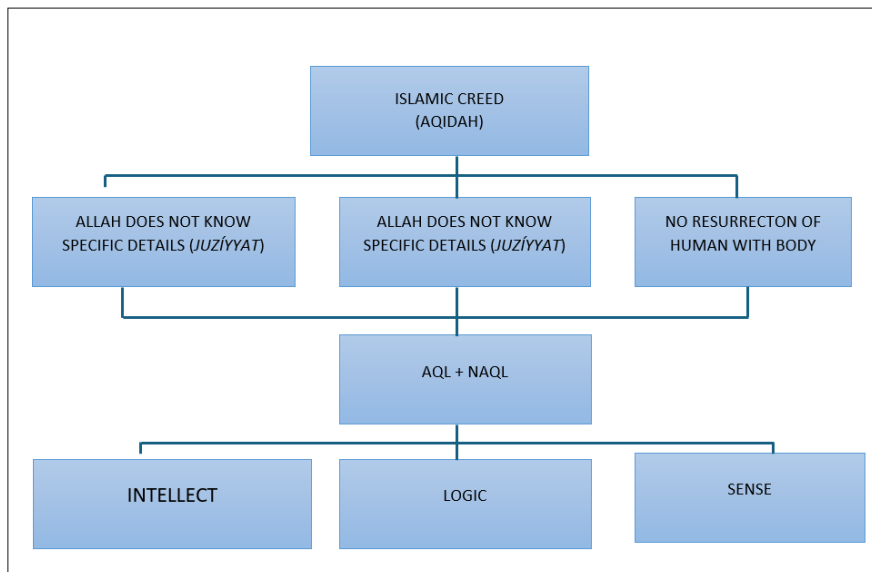 ISLAMIC CREED
(AQIDAH)
ALLAH DOES NOT KNOW
SPECIFIC DETAILS (JUZÍYYAT)
ALLAH DOES NOT KNOW
SPECIFIC DETAILS (JUZÍYYAT)
NO RESURRECTON OF
HUMAN WITH BODY
AQL + NAQL
INTELLECT
LOGIC
SENSE